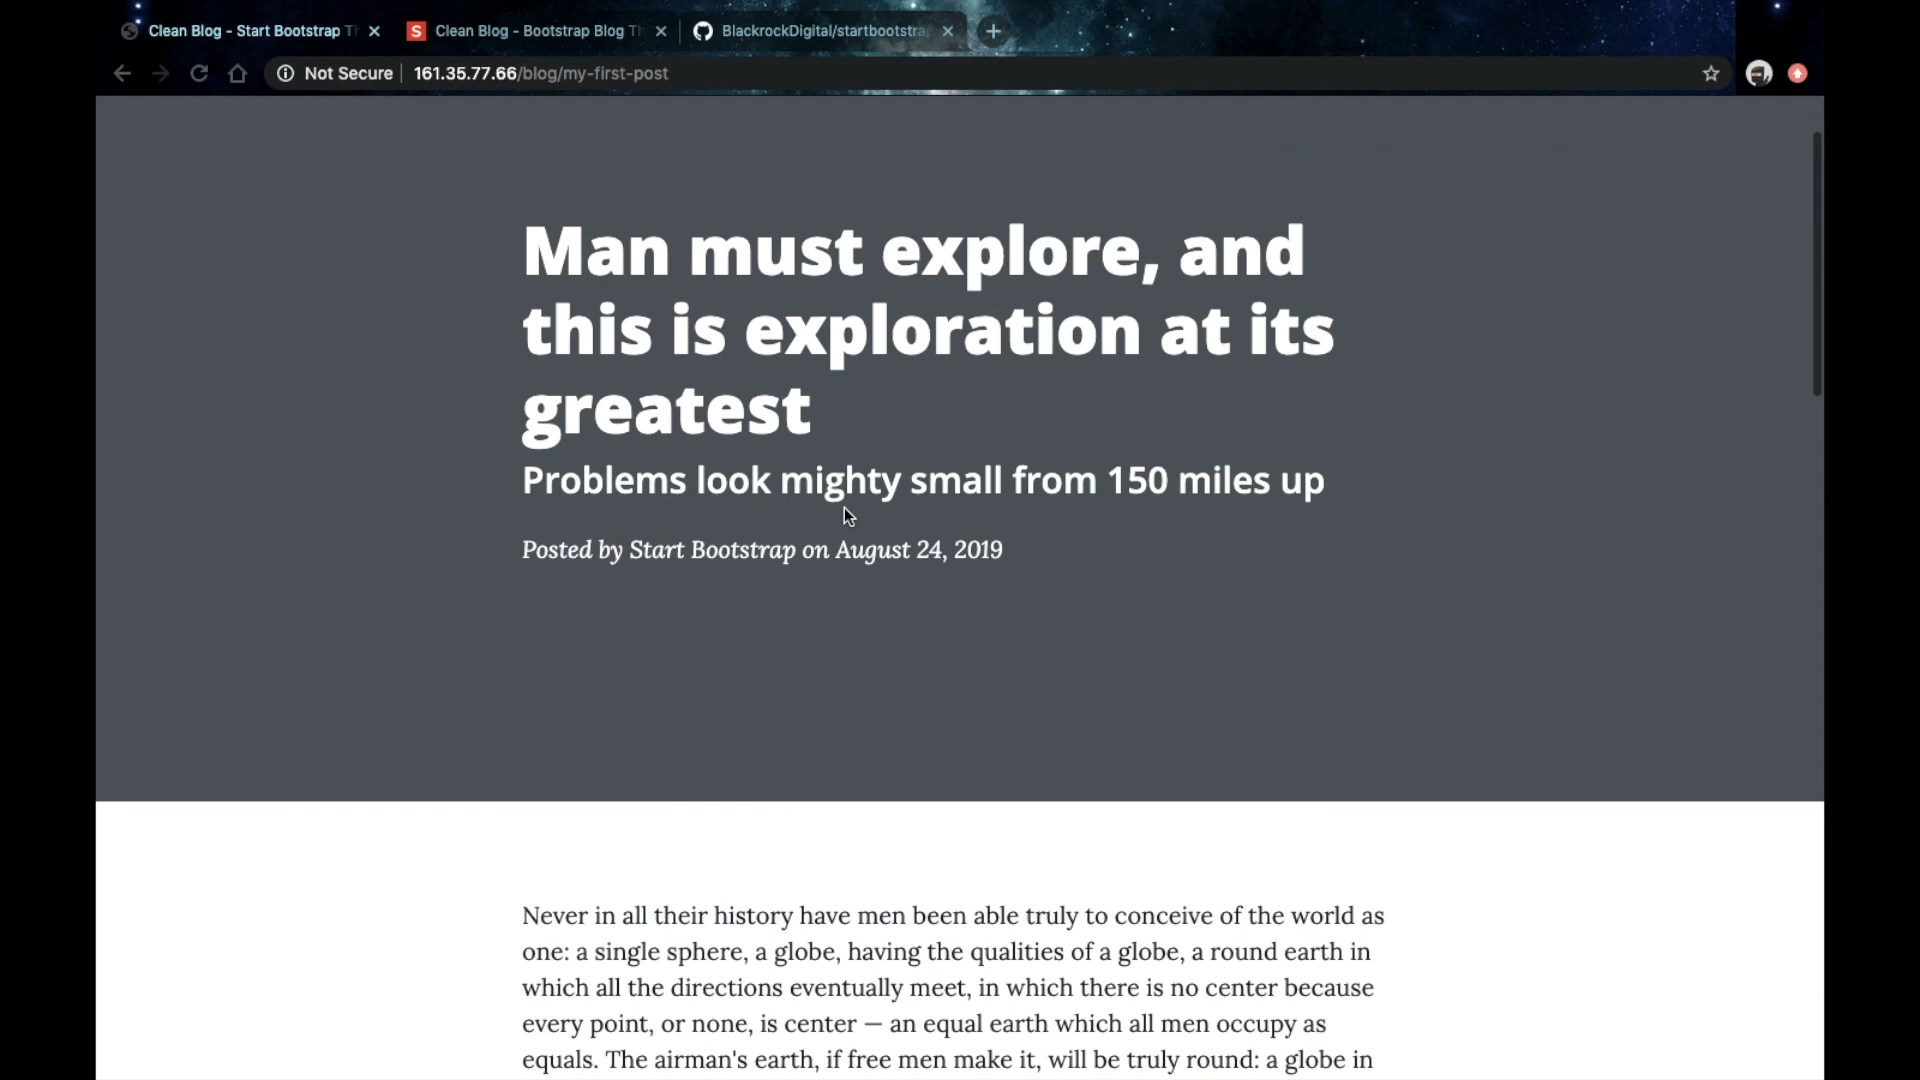 Clean Blog - Start Bootstrap
Clean Blog - Bootstrap Blog
BlackrockDigital/startbootstra
Not Secure
161.35.77.66/blog/my-first-post
Man must explore, and
this is exploration at its
greatest
Problems look mighty small from 150 miles up
Posted by Start Bootstrap on August 24, 2019
Never in all their history have men been able truly to conceive of the world as
one: a single sphere, a globe, having the qualities of a globe, a round earth in
which all the directions eventually meet, in which there is no center because
every point, or none, is center — an equal earth which all men occupy as
equals. The airman's earth, if free men make it, will be truly round: a globe in